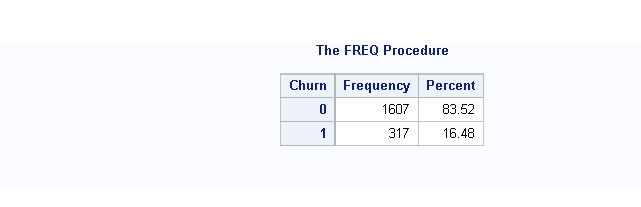 The FREQ Procedure
Churn Frequency Percent
0 1607 83.52
1 317 16.48